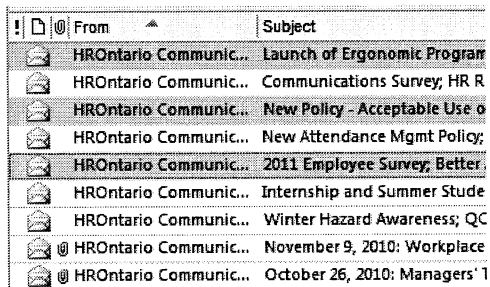 ! From Subject
HROntario Communic... Launch of Ergonomic Program
HROntario Communic... Communications Survey; HR R
HROntario Communic... New Policy - Acceptable Use o
HROntario Communic... New Attendance Mgmt Policy;
HROntario Communic... 2011 Employee Survey; Better
HROntario Communic... Internship and Summer Stude
HROntario Communic... Winter Hazard Awareness; QC
HROntario Communic... November 9, 2010: Workplace
HROntario Communic... October 26, 2010: Managers' T